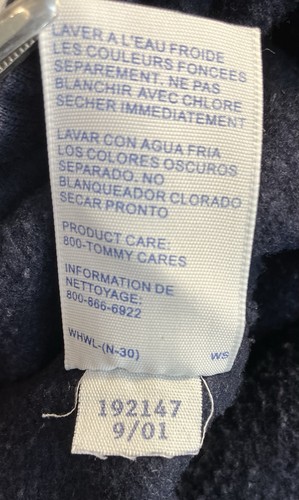 LAVER A L'EAU FROIDE
LES COULEURS FONCEES
SEPAREMENT. NE PAS
BLANCHIR AVEC CHLORE
SECHER IMMEDIATEMENT
LAVAR CON AGUA FRIA
LOS COLORES OSCUROS
SEPARADO. NO
BLANQUEADOR CLORADO
SECAR PRONTO
PRODUCT CARE:
800-TOMMY CARES
INFORMATION DE
NETTOYAGE:
800-866-6922
WHWL-(N-30)
WS
192147
9/01